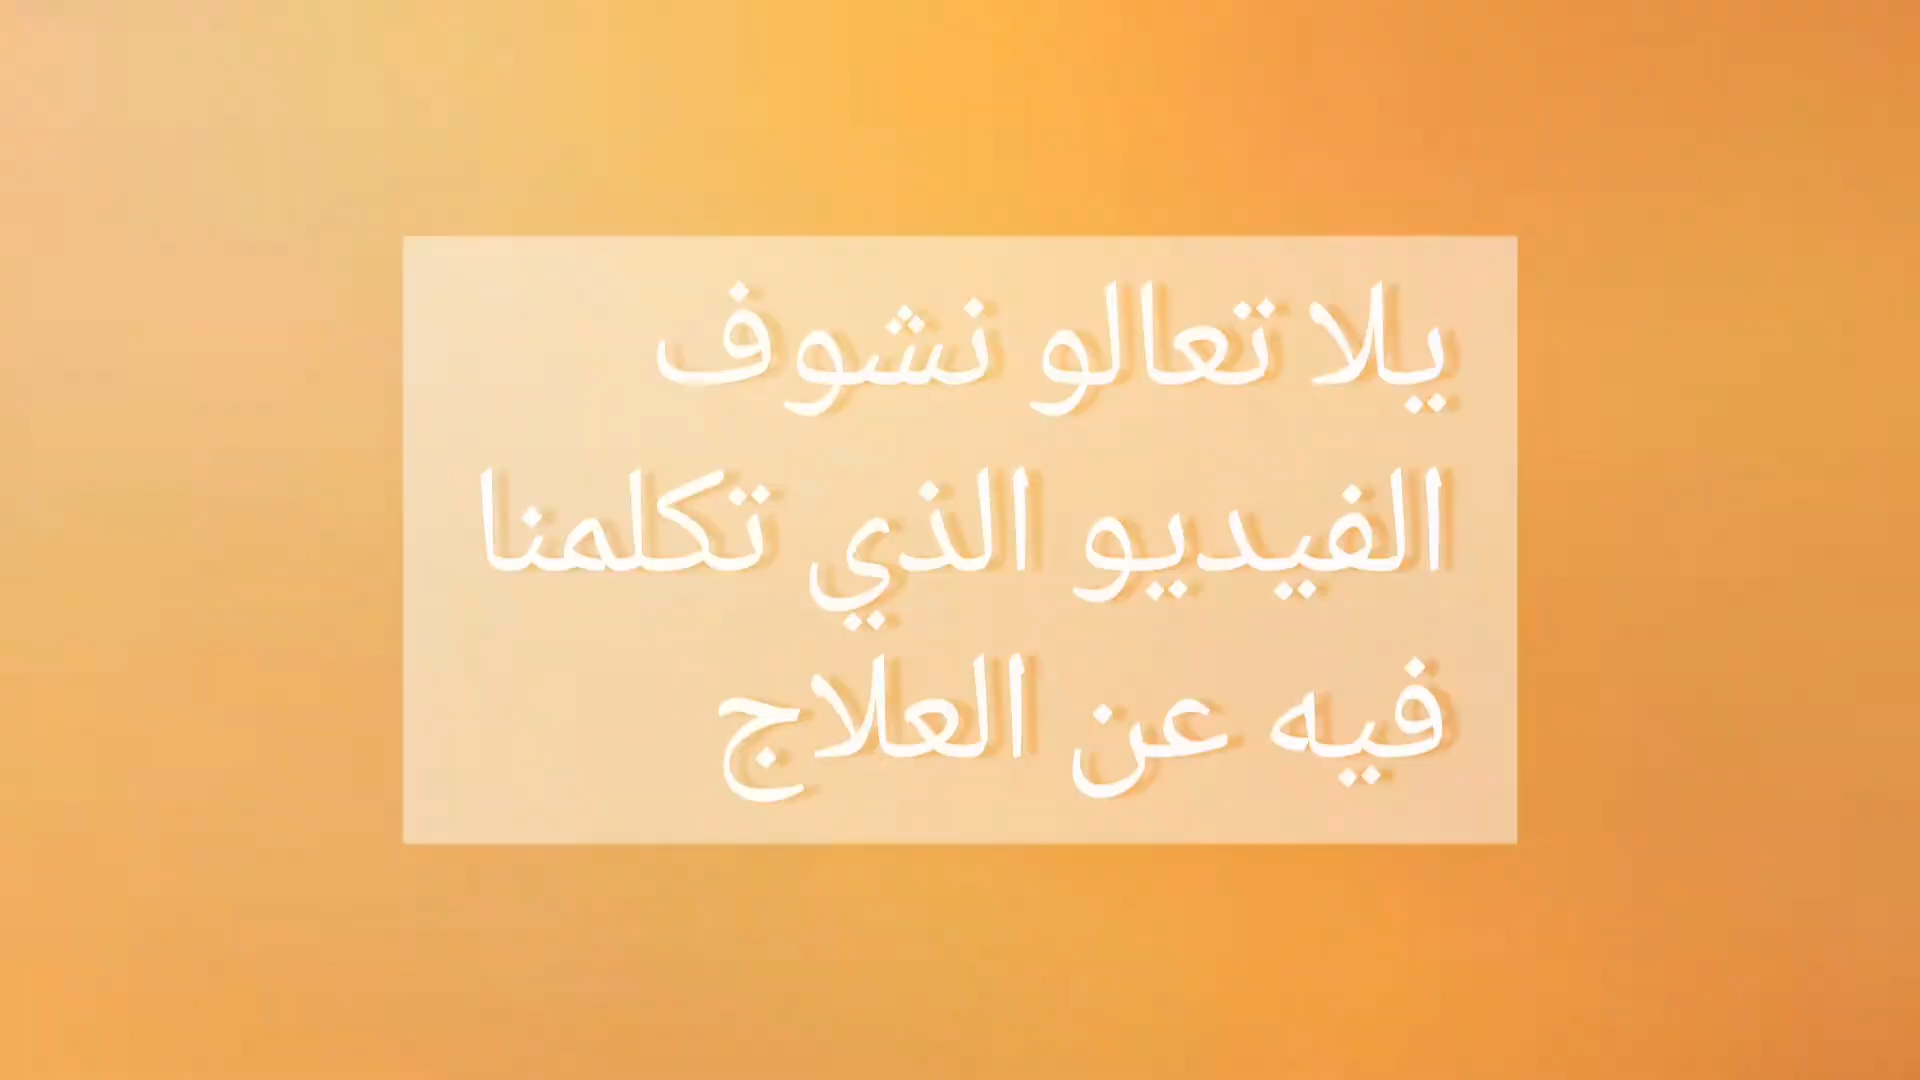 يلا تعالو نشوف
الفيديو الذي تكلمنا
فيه عن العلاج